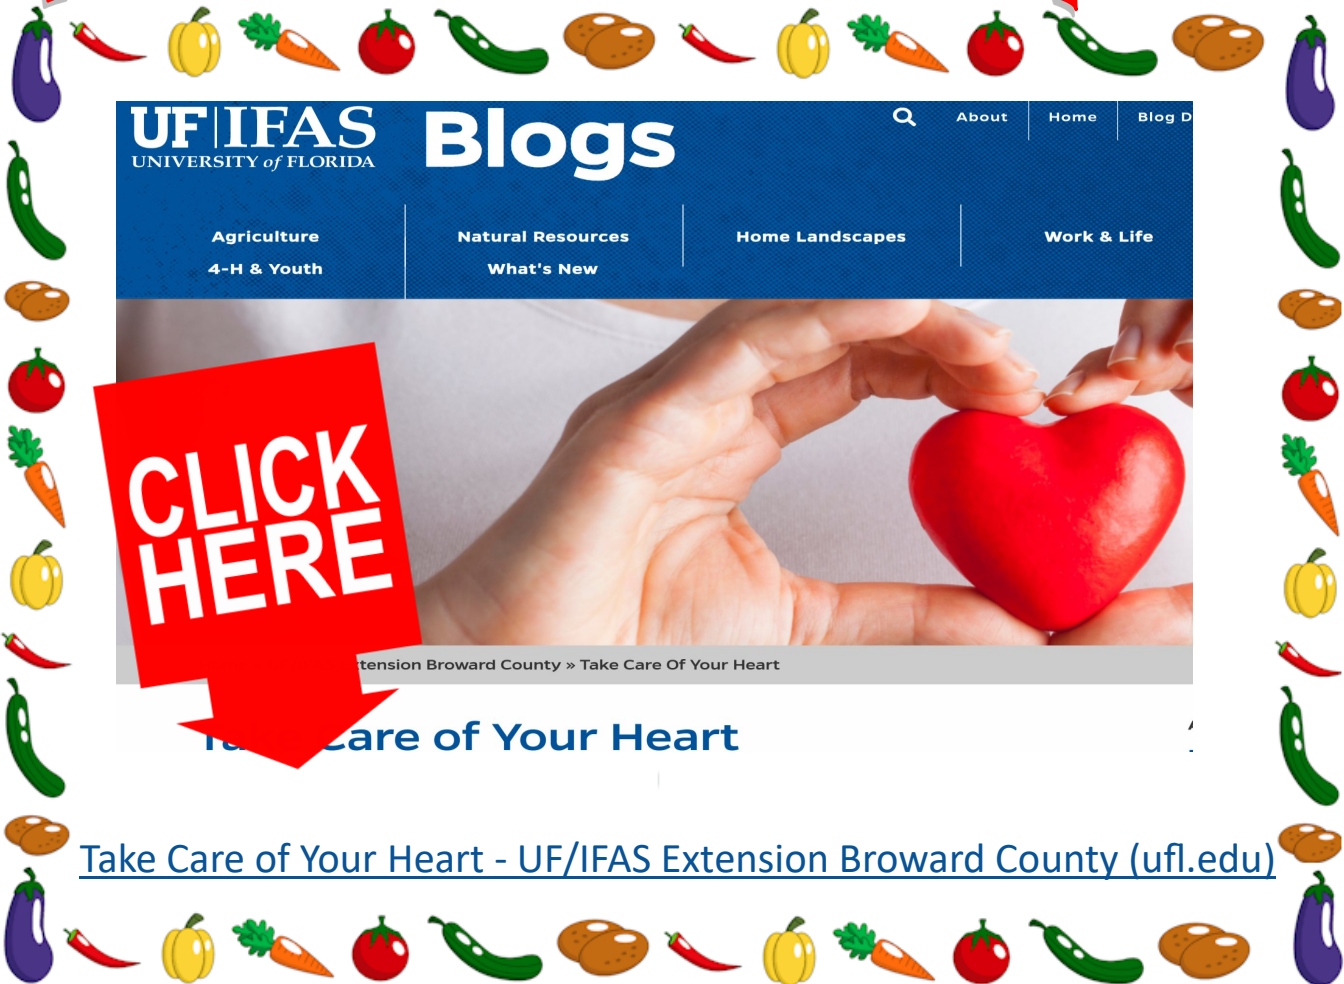 UF|IFAS Blogs
UNIVERSITY of FLORIDA
About Home Blog D
Agriculture Natural Resources Home Landscapes Work & Life
4-H & Youth What's New
CLICK
HERE
tension Broward County » Take Care Of Your Heart
Care of Your Heart
Take Care of Your Heart - UF/IFAS Extension Broward County (ufl.edu)